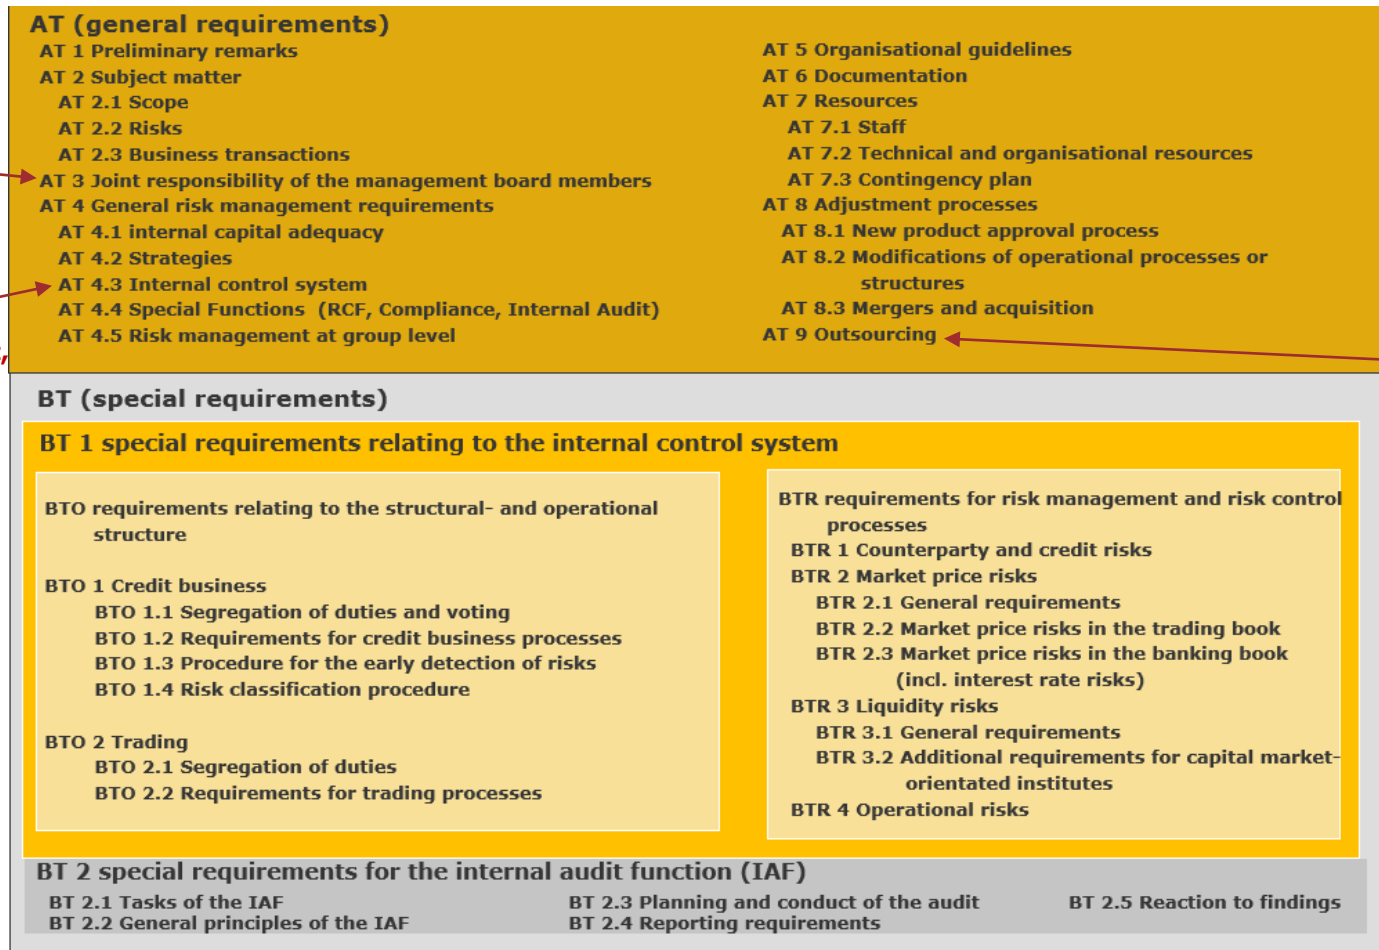 AT (general requirements)
AT 1 Preliminary remarks
AT 2 Subject matter
AT 2.1 Scope
AT 2.2 Risks
AT 2.3 Business transactions
AT 3 Joint responsibility of the management board members
AT 4 General risk management requirements
AT 4.1 internal capital adequacy
AT 4.2 Strategies
AT 4.3 Internal control system
AT 4.4 Special Functions (RCF, Compliance, Internal Audit)
AT 4.5 Risk management at group level
AT 5 Organisational guidelines
AT 6 Documentation
AT 7 Resources
AT 7.1 Staff
AT 7.2 Technical and organisational resources
AT 7.3 Contingency plan
AT 8 Adjustment processes
AT 8.1 New product approval process
AT 8.2 Modifications of operational processes or
structures
AT 8.3 Mergers and acquisition
AT 9 Outsourcing
BT (special requirements)
BT 1 special requirements relating to the internal control system
BTO requirements relating to the structural- and operational
structure
BTO 1 Credit business
BTO 1.1 Segregation of duties and voting
BTO 1.2 Requirements for credit business processes
BTO 1.3 Procedure for the early detection of risks
BTO 1.4 Risk classification procedure
BTO 2 Trading
BTO 2.1 Segregation of duties
BTO 2.2 Requirements for trading processes
BTR requirements for risk management and risk control
processes
BTR 1 Counterparty and credit risks
BTR 2 Market price risks
BTR 2.1 General requirements
BTR 2.2 Market price risks in the trading book
BTR 2.3 Market price risks in the banking book
(incl. interest rate risks)
BTR 3 Liquidity risks
BTR 3.1 General requirements
BTR 3.2 Additional requirements for capital market-
orientated institutes
BTR 4 Operational risks
BT 2 special requirements for the internal audit function (IAF)
BT 2.1 Tasks of the IAF
BT 2.2 General principles of the IAF
BT 2.3 Planning and conduct of the audit
BT 2.4 Reporting requirements
BT 2.5 Reaction to findings